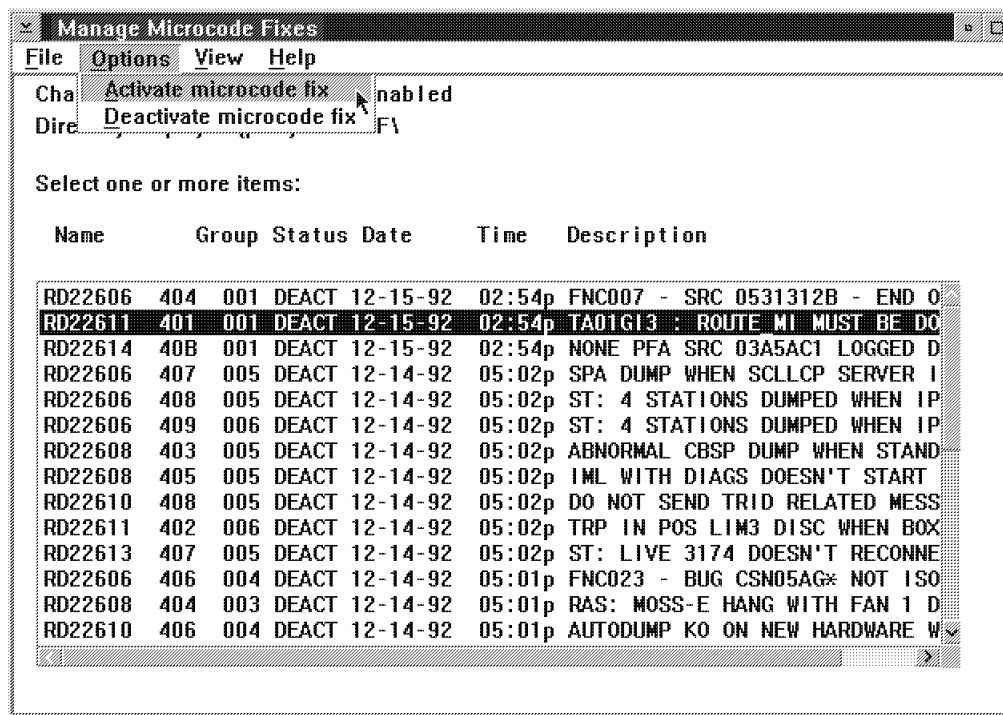 Manage Microcode Fixes
File Options View Help
Activate microcode fix
Deactivate microcode fix
Cha nabled
Dire F\
Select one or more items:
Name Group Status Date Time Description
RD22606 404 001 DEACT 12-15-92 02:54p FNC007 - SRC 0531312B - END O
RD22611 401 001 DEACT 12-15-92 02:54p TA01GI3 : ROUTE_MI MUST BE DO
RD22614 40B 001 DEACT 12-15-92 02:54p NONE PFA SRC 03A5AC1 LOGGED D
RD22606 407 005 DEACT 12-14-92 05:02p SPA DUMP WHEN SCLLCP SERVER I
RD22606 408 005 DEACT 12-14-92 05:02p ST: 4 STATIONS DUMPED WHEN IP
RD22606 409 006 DEACT 12-14-92 05:02p ST: 4 STATIONS DUMPED WHEN IP
RD22608 403 005 DEACT 12-14-92 05:02p ABNORMAL CBSP DUMP WHEN STAND
RD22608 405 005 DEACT 12-14-92 05:02p IML WITH DIAGS DOESN'T START
RD22610 408 005 DEACT 12-14-92 05:02p DO NOT SEND TRID RELATED MESS
RD22611 402 006 DEACT 12-14-92 05:02p TRP IN POS LIM3 DISC WHEN BOX
RD22613 407 005 DEACT 12-14-92 05:02p ST: LIVE 3174 DOESN'T RECONNE
RD22606 406 004 DEACT 12-14-92 05:01p FNC023 - BUG CSN05AG* NOT ISO
RD22608 404 003 DEACT 12-14-92 05:01p RAS: MOSS-E HANG WITH FAN 1 D
RD22610 406 004 DEACT 12-14-92 05:01p AUTODUMP KO ON NEW HARDWARE W